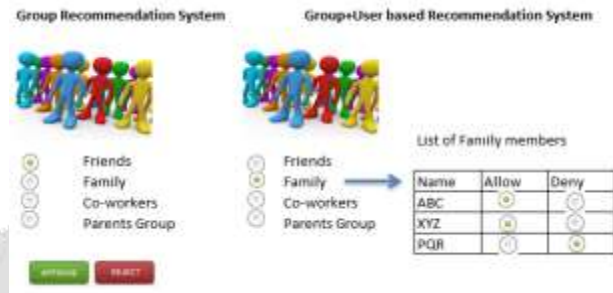 Group Recommendation System
Group+User based Recommendation System
Friends
Family
Co-workers
Parents Group
REJECT
Friends
Family
Co-workers
Parents Group
List of Family members
Name Allow Deny
ABC
XYZ
PQR